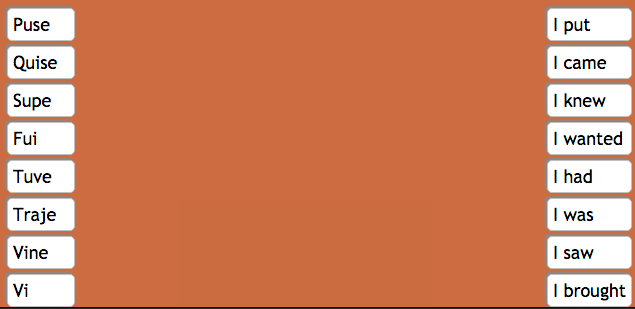 Puse
Quise
Supe
Fui
Tuve
Traje
Vine
Vi
I put
I came
I knew
I wanted
I had
I was
I saw
I brought